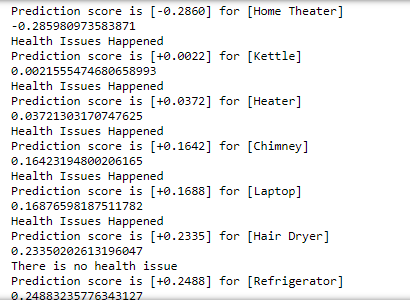 Prediction score is [-0.2860] for [Home Theater]
-0.285980973583871
Health Issues Happened
Prediction score is [+0.0022] for [Kettle]
0.0021555474680658993
Health Issues Happened
Prediction score is [+0.0372] for [Heater]
0.03721303170747625
Health Issues Happened
Prediction score is [+0.1642] for [Chimney]
0.16423194800206165
Health Issues Happened
Prediction score is [+0.1688] for [Laptop]
0.16876598187511782
Health Issues Happened
Prediction score is [+0.2335] for [Hair Dryer]
0.23350202613196047
There is no health issue
Prediction score is [+0.2488] for [Refrigerator]
0.24883235776343127